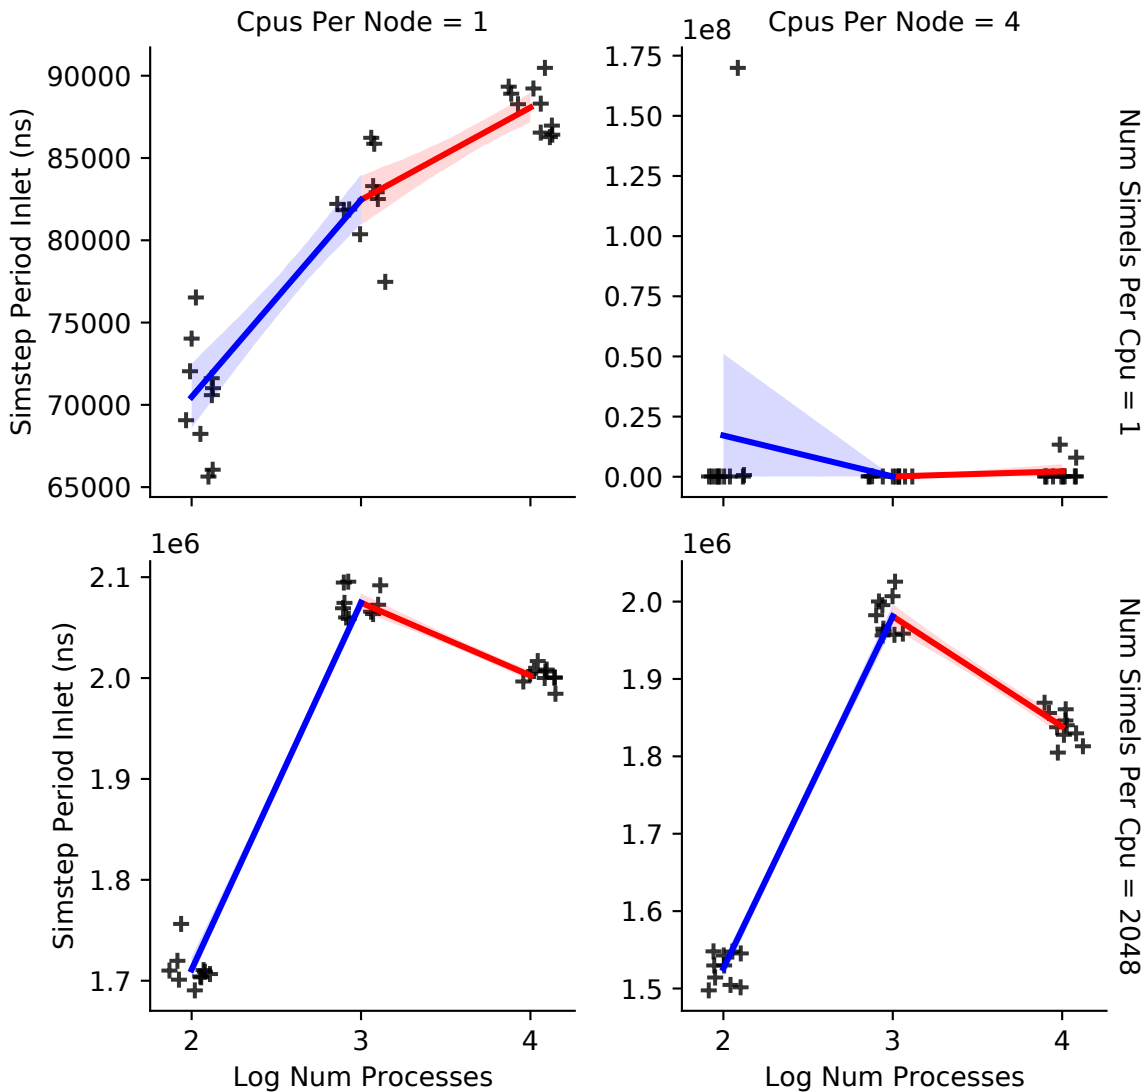 Cpus Per Node = 1
Cpus Per Node = 4
Simstep Period Inlet (ns)
90000
85000
80000
75000
70000
65000
1e8
1.75
1.50
1.25
1.00
0.75
0.50
0.25
0.00
Num Simels Per Cpu = 1
Simstep Period Inlet (ns)
1e6
2.1
2.0
1.9
1.8
1.7
2
3
4
Log Num Processes
1e6
2.0
1.9
1.8
1.7
1.6
1.5
2
3
4
Log Num Processes
Num Simels Per Cpu = 2048